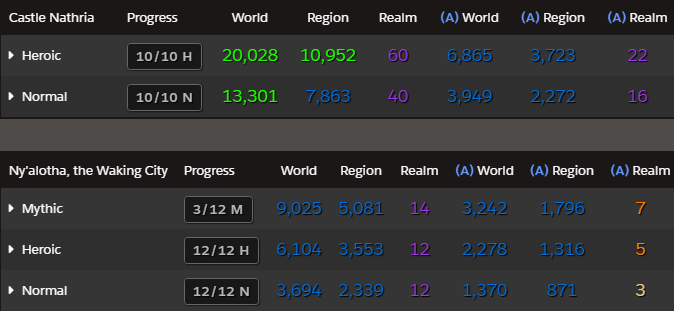 Castle Nathria Progress World Region Realm (A) World (A) Region (A) Realm
Heroic 10/10 H 20,028 10,952 60 6,865 3,723 22
Normal 10/10 N 13,301 7,863 40 3,949 2,272 16
Ny'alotha, the Waking City Progress World Region Realm (A) World (A) Region (A) Realm
Mythic 3/12 M 9,025 5,081 14 3,242 1,796 7
Heroic 12/12 H 6,104 3,553 12 2,278 1,316 5
Normal 12/12 N 3,694 2,339 12 1,370 871 3